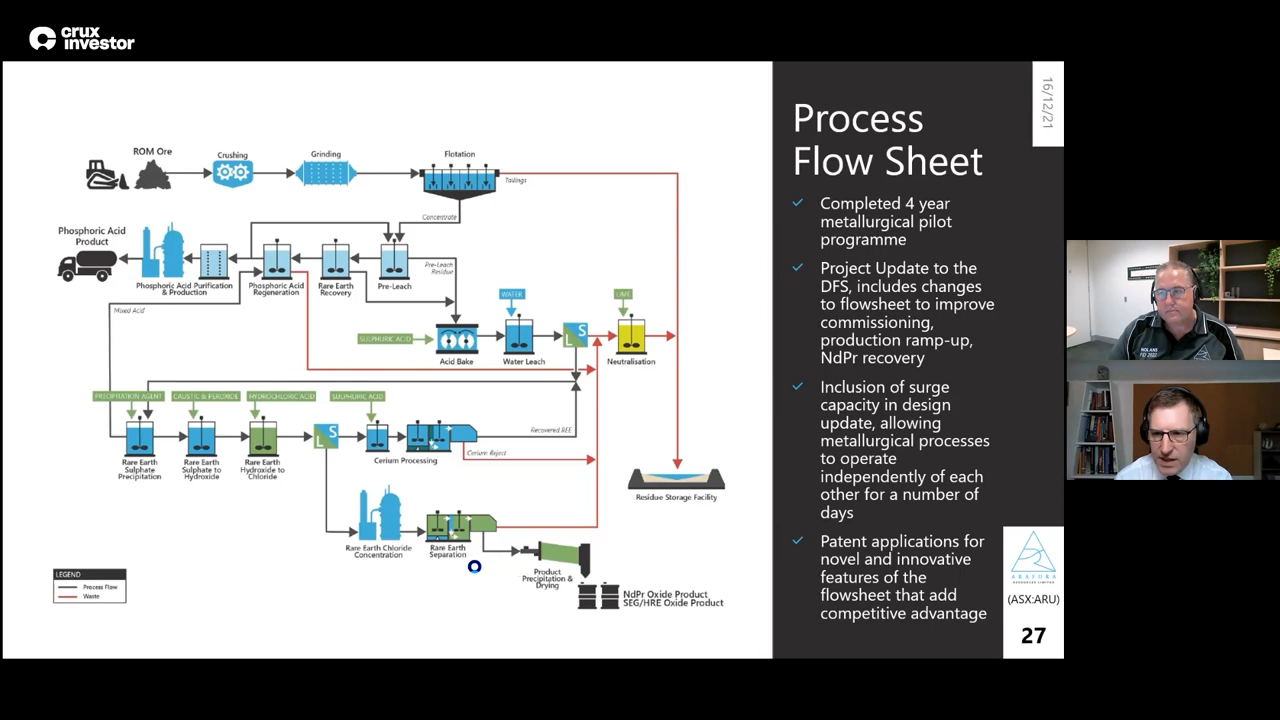 crux
investor
16/12/21
Process
Flow Sheet
Completed 4 year
metallurgical pilot
programme
Project Update to the
DFS, includes changes
to flowsheet to improve
commissioning,
production ramp-up,
NdPr recovery
Inclusion of surge
capacity in design
update, allowing
metallurgical processes
to operate
independently of each
other for a number of
days
Patent applications for
novel and innovative
features of the
flowsheet that add
competitive advantage
ARAFURA
RESOURCES LIMITED
(ASX:ARU)
27
ROM Ore
Crushing
Grinding
Flotation
Tailings
Concentrate
Phosphoric Acid
Product
Phosphoric Acid Purification
& Production
Phosphoric Acid
Regeneration
Rare Earth
Recovery
Pre-Leach
Pre-Leach
Residue
Mixed Acid
SULPHURIC ACID
WATER
LIME
Acid Bake
Water Leach
L S
Neutralisation
PRECIPITATION AGENT
CAUSTIC & PEROXIDE
HYDROCHLORIC ACID
SULPHURIC ACID
Rare Earth
Sulphate
Precipitation
Rare Earth
Sulphate to
Hydroxide
Rare Earth
Hydroxide to
Chloride
L S
Cerium Processing
Recovered REE
Cerium Reject
Residue Storage Facility
Rare Earth Chloride
Concentration
Rare Earth
Separation
Product
Precipitation &
Drying
NdPr Oxide Product
SEG/HRE Oxide Product
LEGEND
Process Flow
Waste
NOLANS
FID 2022